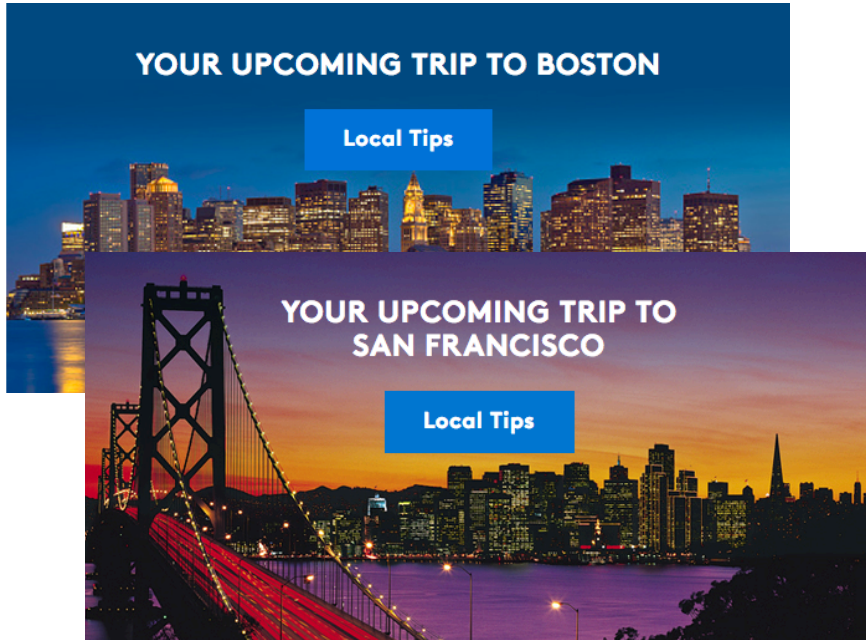 YOUR UPCOMING TRIP TO BOSTON
Local Tips
YOUR UPCOMING TRIP TO
SAN FRANCISCO
Local Tips